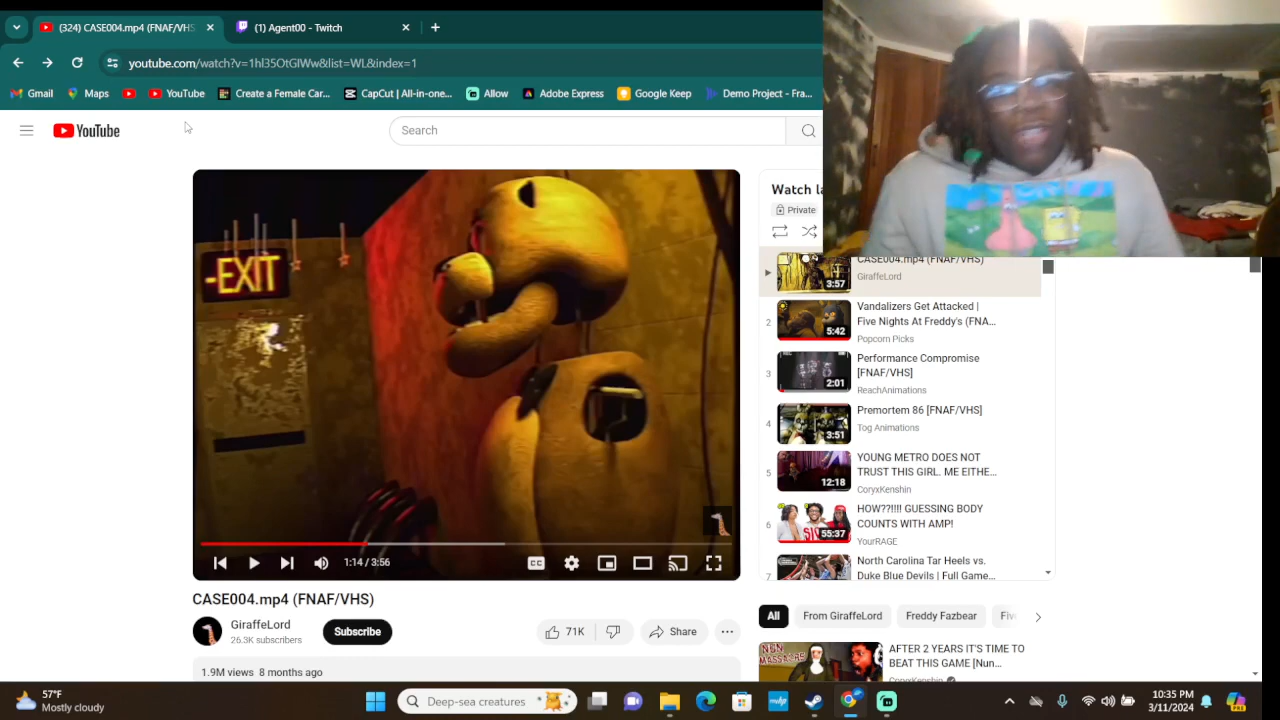 (324) CASE004.mp4 (FNAF/VHS
(1) Agent00 - Twitch
youtube.com/watch?v=1hl35OtGIWw&list=WL&index=1
Gmail
Maps
YouTube
Create a Female Car...
CapCut | All-in-one...
Allow
Adobe Express
Google Keep
Demo Project - Fra...
YouTube
Search
EXIT
1:14 / 3:56
CC
CASE004.mp4 (FNAF/VHS)
GiraffeLord
26.3K subscribers
Subscribe
71K
Share
1.9M views 8 months ago
Watch la
Private
CASE004.mp4 (FNAF/VHS)
GiraffeLord
3:57
2
Vandalizers Get Attacked |
Five Nights At Freddy's (FNA...
Popcorn Picks
5:42
3
Performance Compromise
[FNAF/VHS]
ReachAnimations
2:01
4
Premortem 86 [FNAF/VHS]
Tog Animations
3:51
5
YOUNG METRO DOES NOT
TRUST THIS GIRL. ME EITHE...
CoryxKenshin
12:18
6
HOW??!!!! GUESSING BODY
COUNTS WITH AMP!
YourRAGE
55:37
7
North Carolina Tar Heels vs.
Duke Blue Devils | Full Game...
All
From GiraffeLord
Freddy Fazbear
Fiv
NUN
MASSACRE
AFTER 2 YEARS IT'S TIME TO
BEAT THIS GAME [Nun...
CoryxKenshin
57°F
Mostly cloudy
Deep-sea creatures
10:35 PM
3/11/2024